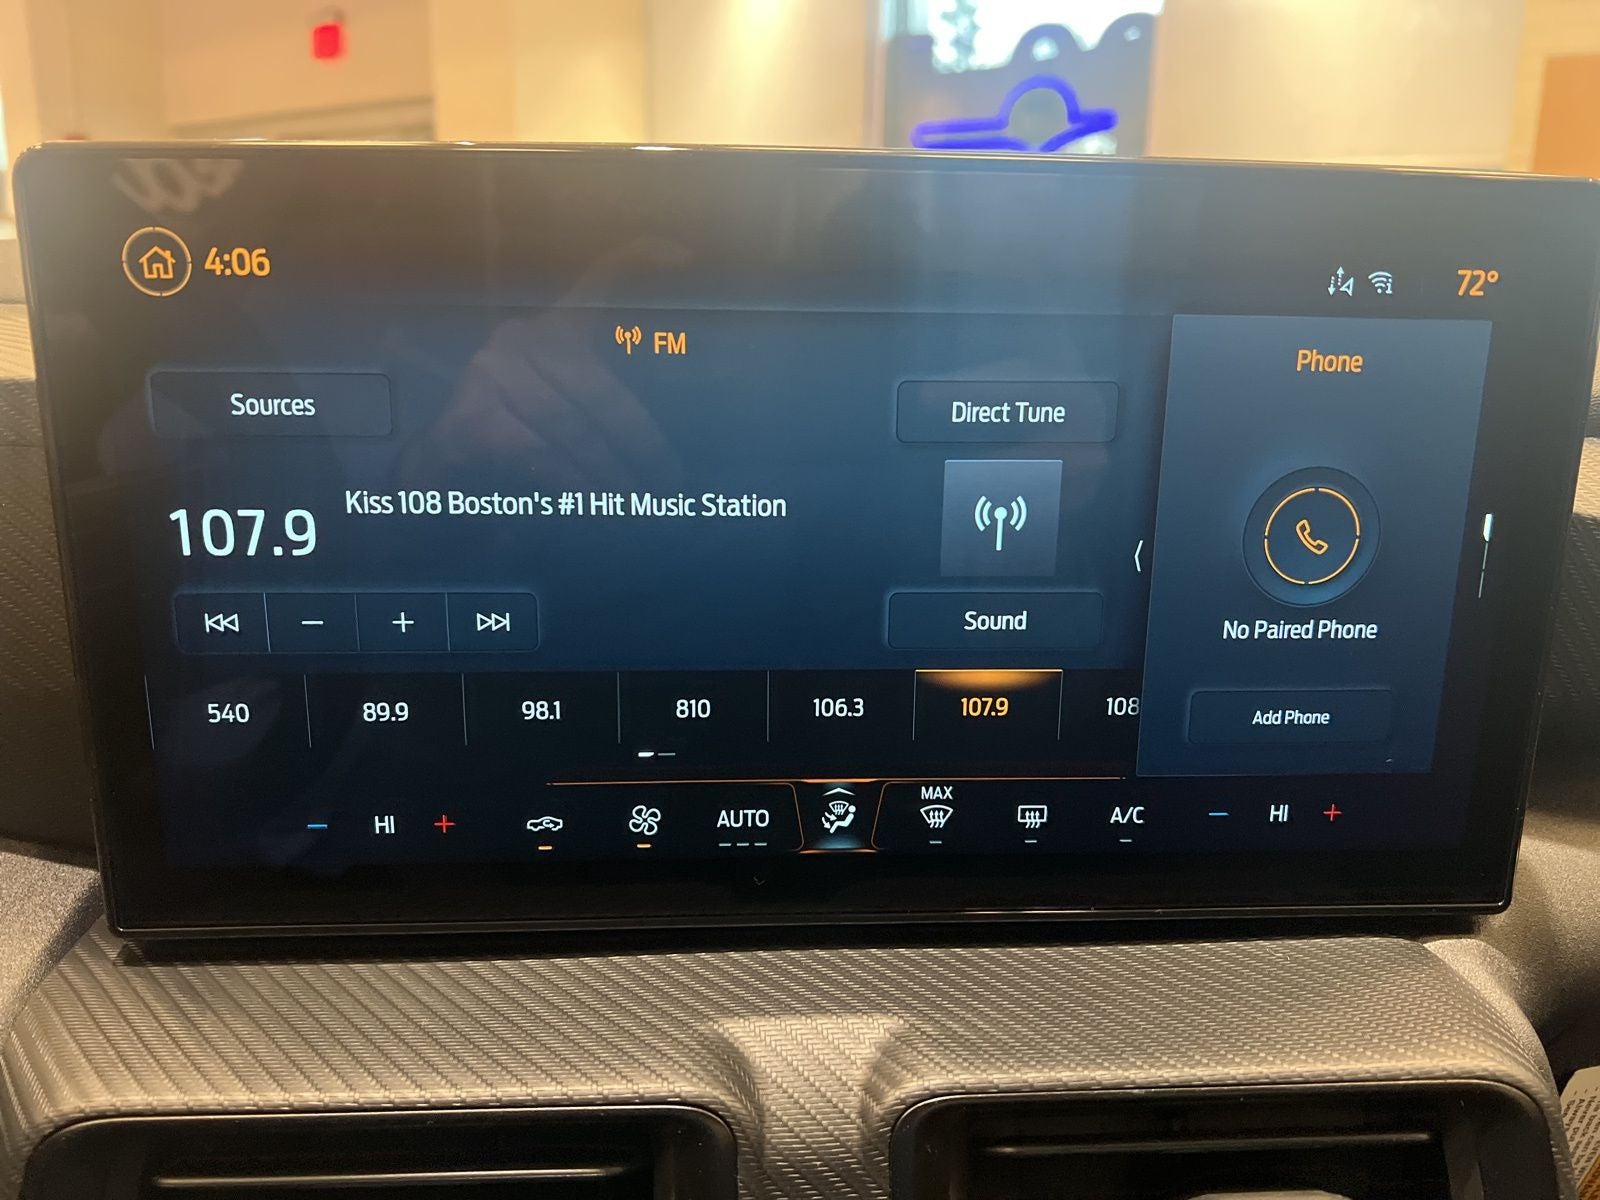 4:06
72°
FM
Phone
Sources
Direct Tune
107.9
Kiss 108 Boston's #1 Hit Music Station
Sound
No Paired Phone
540 89.9 98.1 810 106.3 107.9 108
Add Phone
HI
AUTO
MAX
A/C
HI